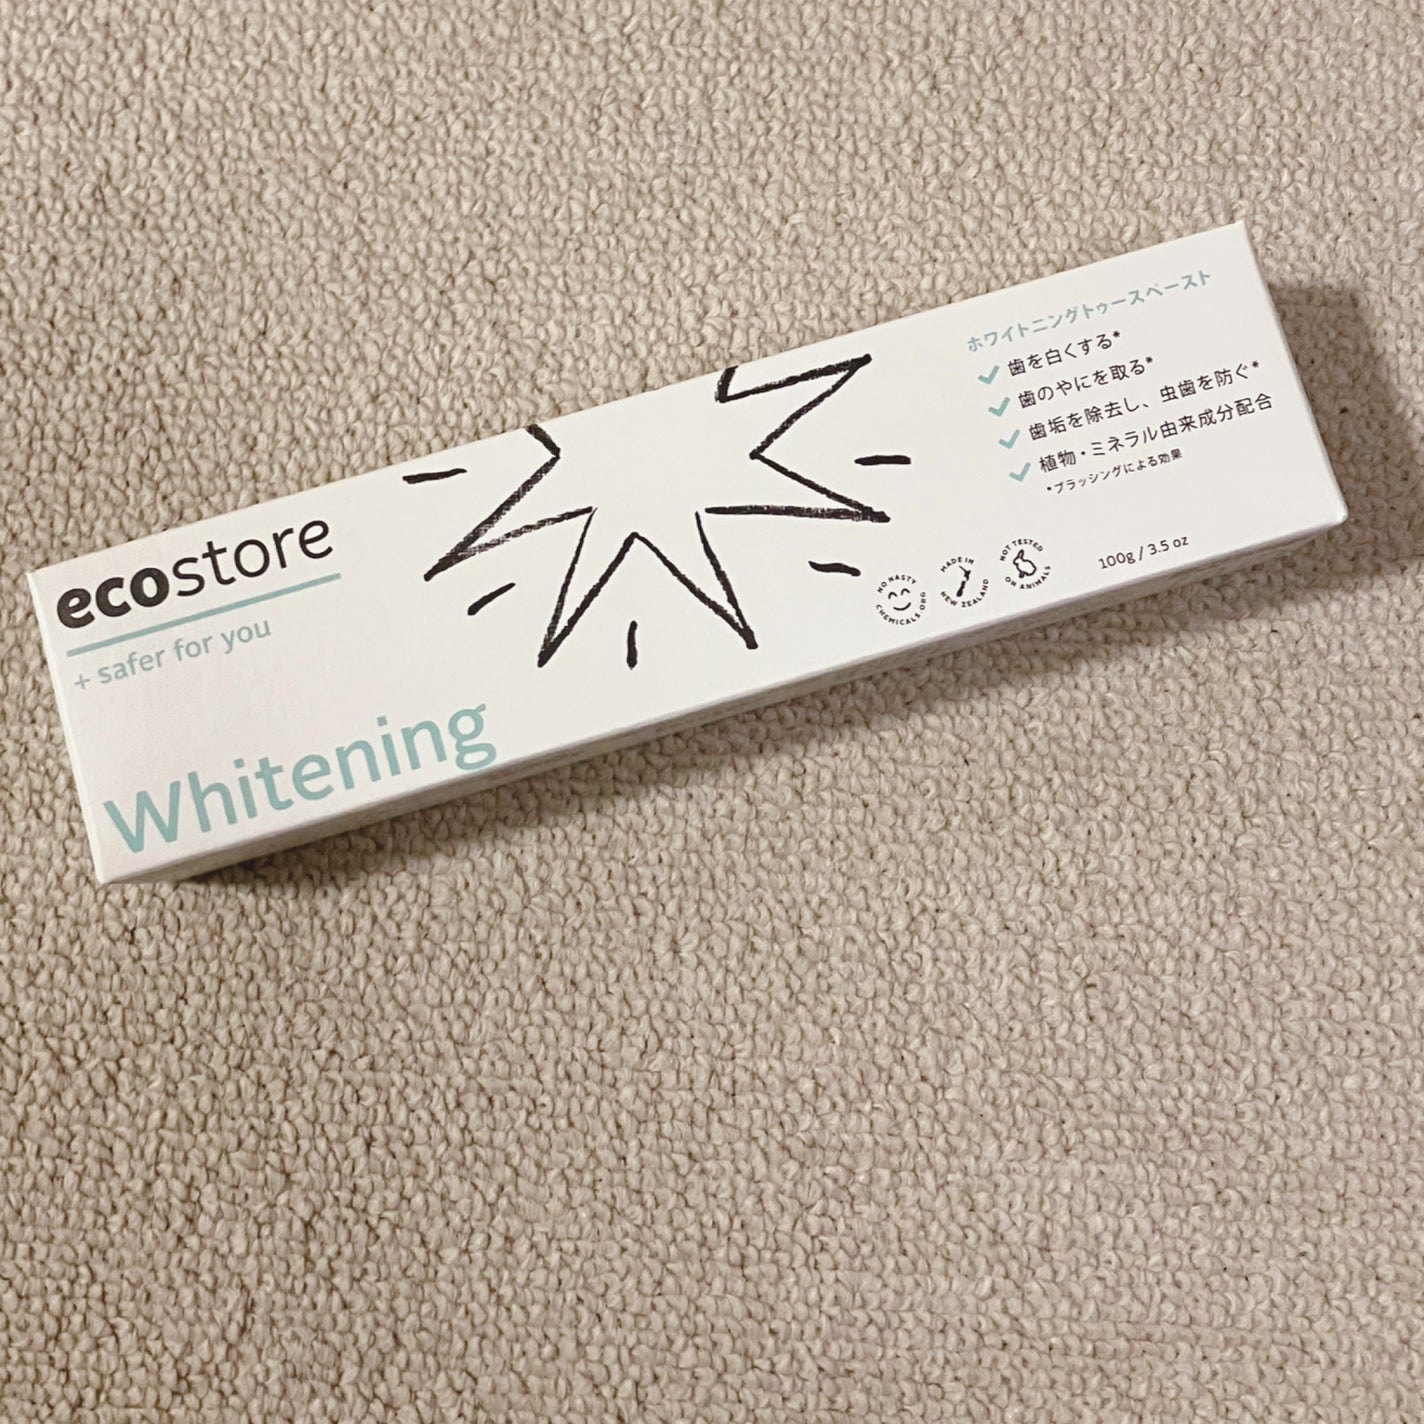 ecostore
+ safer for you
Whitening
ホワイトニングトゥースペースト
歯を白くする*
歯のやにを取る*
歯垢を除去し、虫歯を防ぐ*
植物・ミネラル由来成分配合
*ブラッシングによる効果
NO NASTY CHEMICALS.ORG
MADE IN NEW ZEALAND
NOT TESTED ON ANIMALS
100g / 3.5 oz